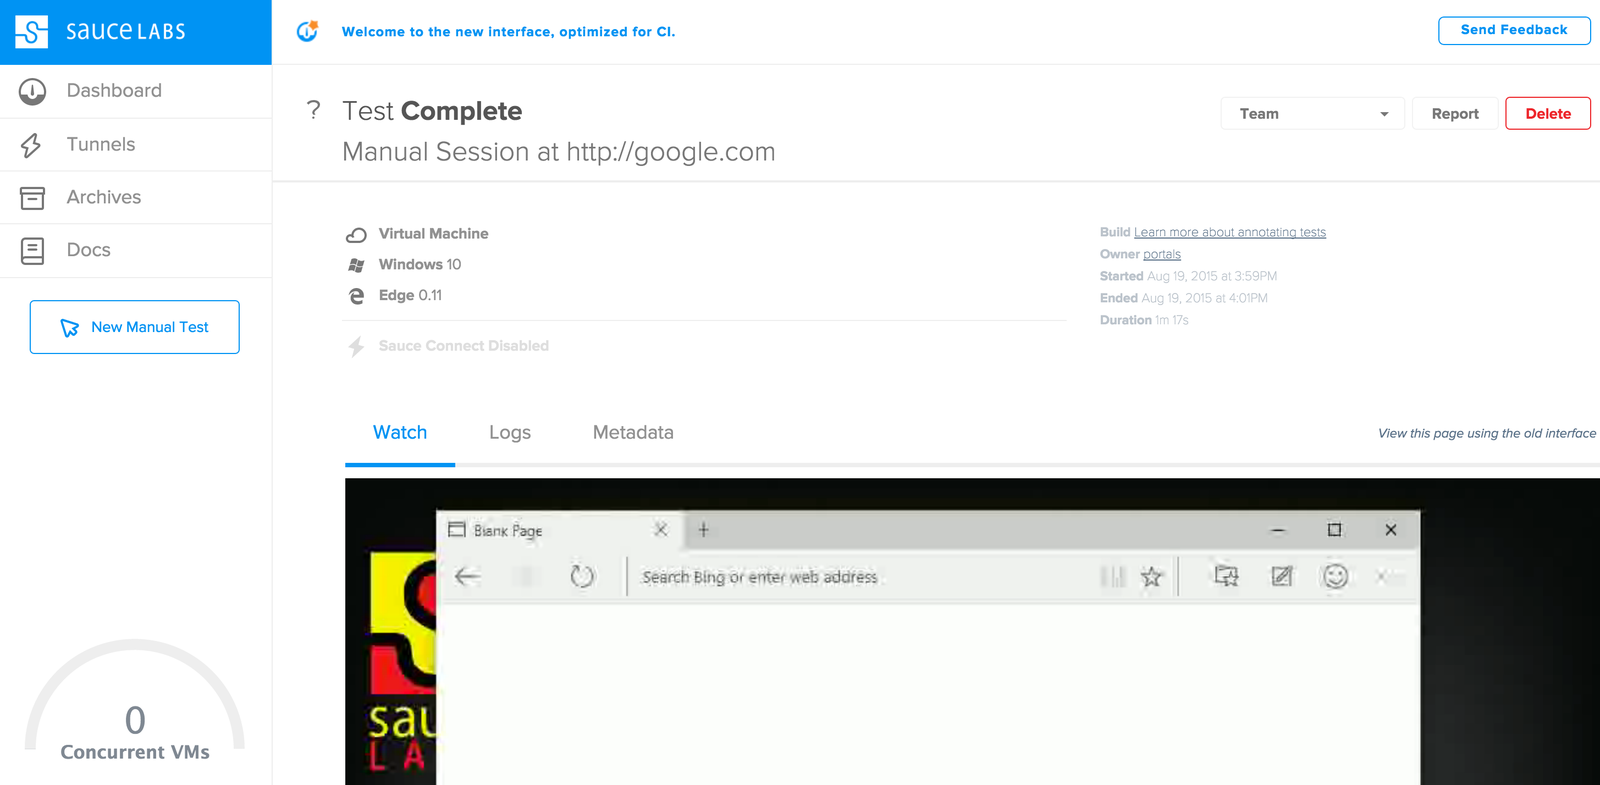 sauce LABS
Welcome to the new interface, optimized for CI.
Send Feedback
Dashboard
Tunnels
Archives
Docs
New Manual Test
0
Concurrent VMs
? Test Complete
Manual Session at http://google.com
Team
Report
Delete
Virtual Machine
Windows 10
Edge 0.11
Sauce Connect Disabled
Build Learn more about annotating tests
Owner portals
Started Aug 19, 2015 at 3:59PM
Ended Aug 19, 2015 at 4:01PM
Duration 1m 17s
Watch
Logs
Metadata
View this page using the old interface
Blank Page
Search Bing or enter web address
sau
LA